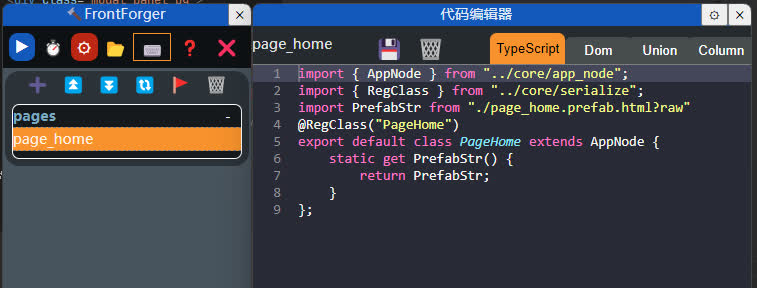 FrontForger
代码编辑器
page_home
TypeScript
Dom
Union
Column
pages
page_home
1 import { AppNode } from "../core/app_node";
2 import { RegClass } from "../core/serialize";
3 import PrefabStr from "./page_home.prefab.html?raw"
4 @RegClass("PageHome")
5 export default class PageHome extends AppNode {
6 static get PrefabStr() {
7 return PrefabStr;
8 }
9 };